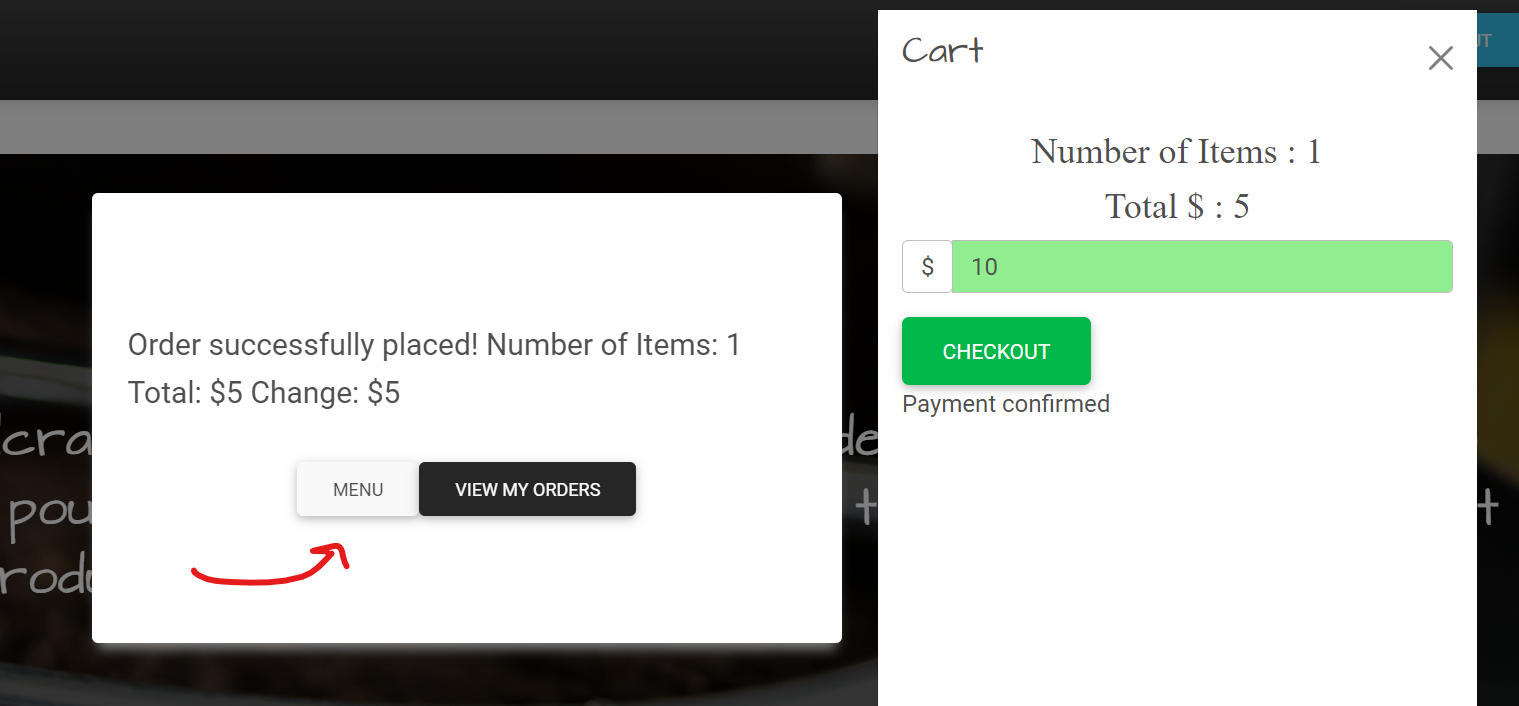 Cart
Number of Items : 1
Total $ : 5
$ 10
CHECKOUT
Payment confirmed
Order successfully placed! Number of Items: 1
Total: $5 Change: $5
MENU
VIEW MY ORDERS